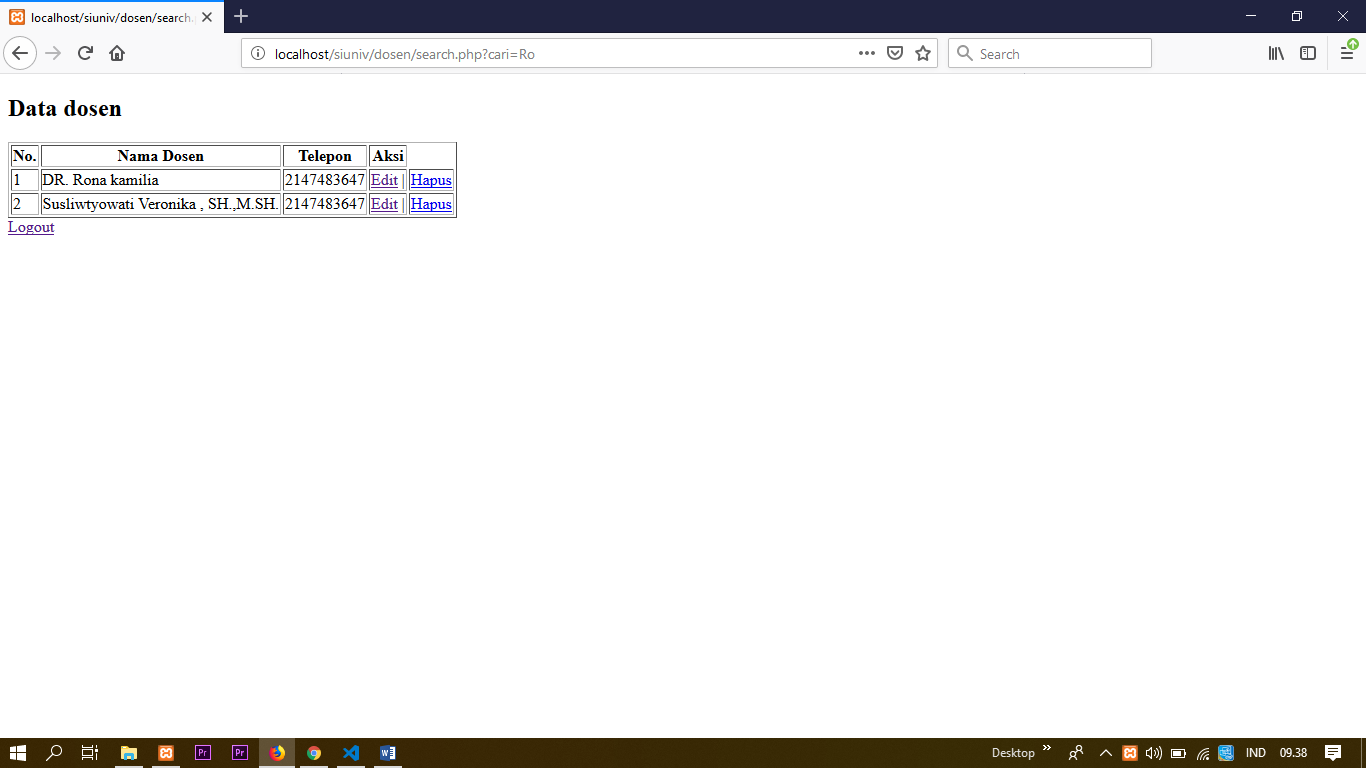 localhost/siuniv/dosen/search.
localhost/siuniv/dosen/search.php?cari=Ro
Search
Data dosen
No. Nama Dosen Telepon Aksi
1 DR. Rona kamilia 2147483647 Edit | Hapus
2 Susliwtyowati Veronika , SH.,M.SH. 2147483647 Edit | Hapus
Logout
Pr Pr Desktop IND 09.38